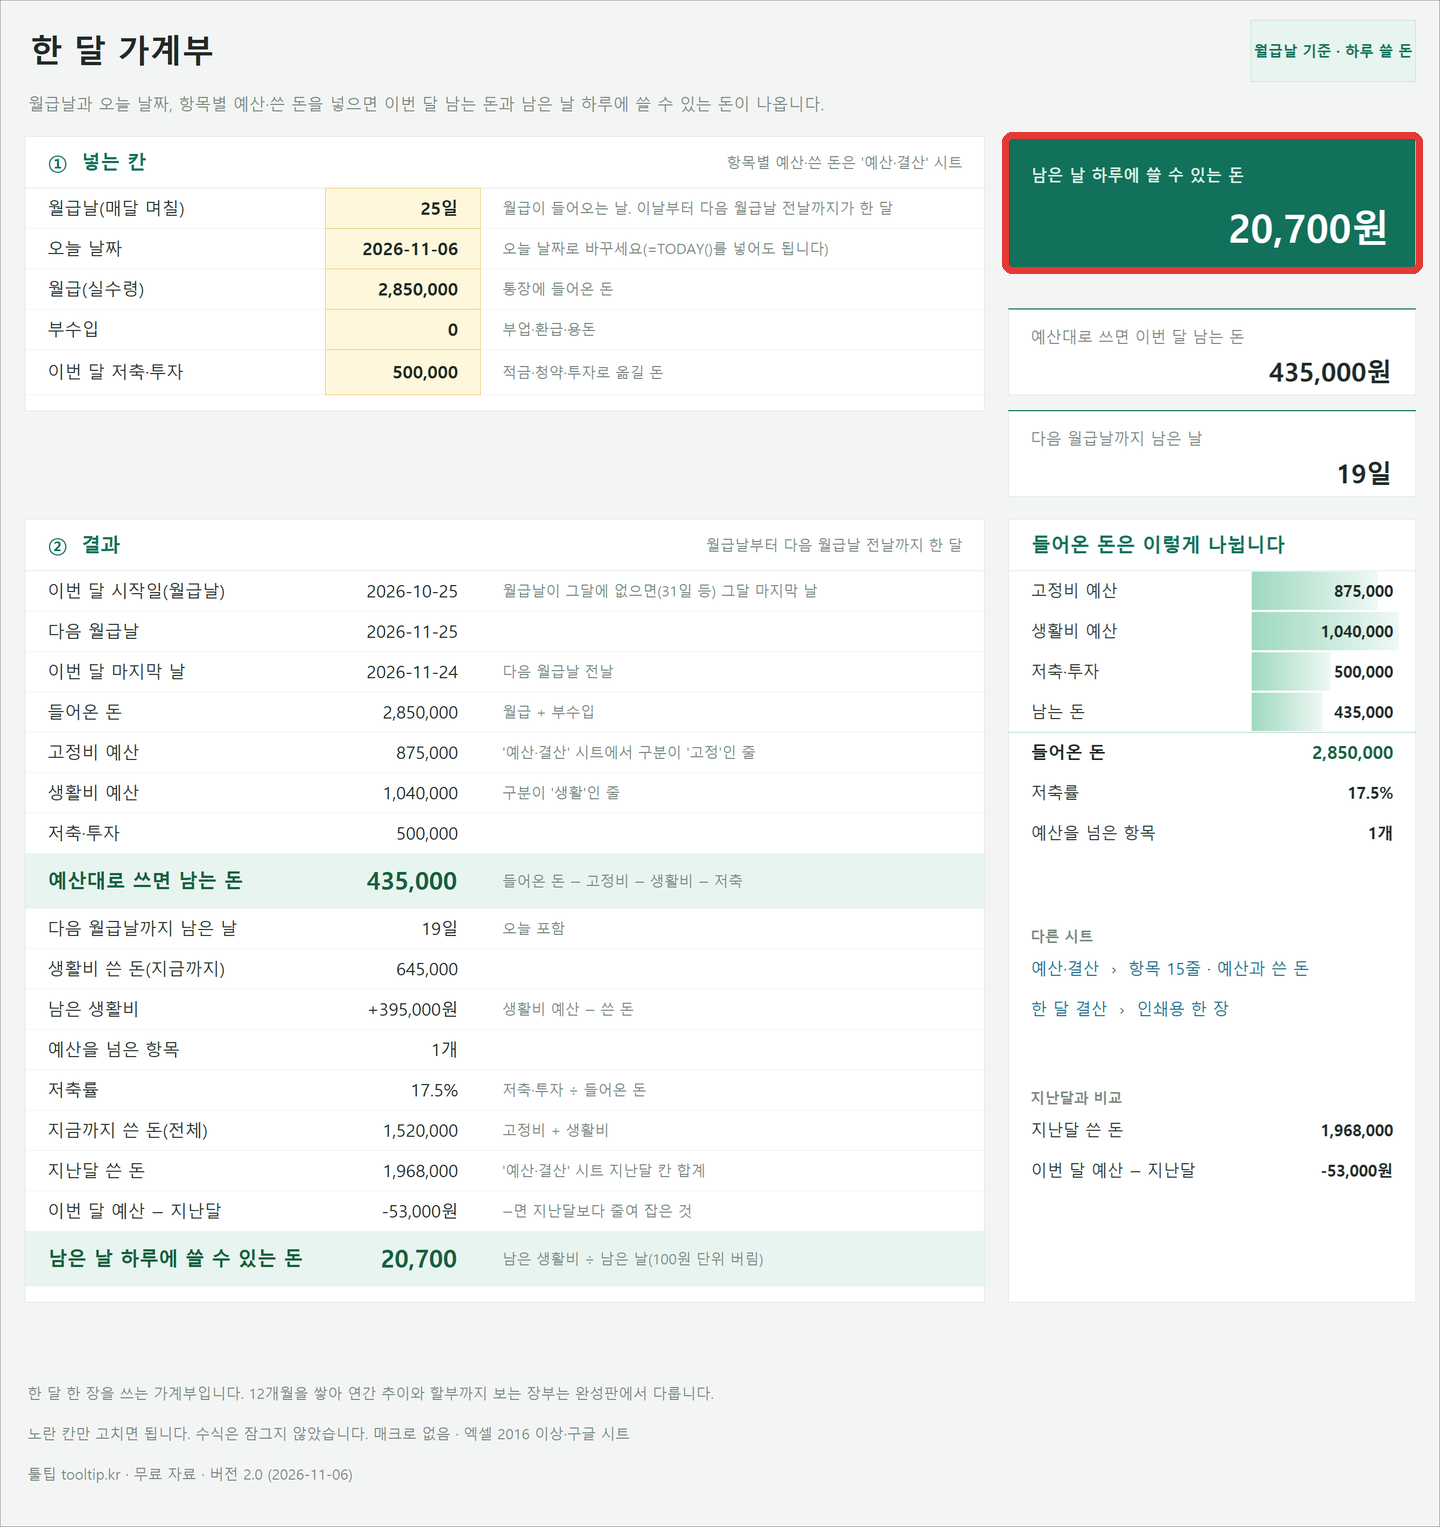 한 달 가계부
월급날 기준 · 하루 쓸 돈
월급날과 오늘 날짜, 항목별 예산·쓴 돈을 넣으면 이번 달 남는 돈과 남은 날 하루에 쓸 수 있는 돈이 나옵니다.
① 넣는 칸 항목별 예산·쓴 돈은 '예산·결산' 시트
월급날(매달 며칠) 25일 월급이 들어오는 날. 이날부터 다음 월급날 전날까지가 한 달
오늘 날짜 2026-11-06 오늘 날짜로 바꾸세요(=TODAY()를 넣어도 됩니다)
월급(실수령) 2,850,000 통장에 들어온 돈
부수입 0 부업·환급·용돈
이번 달 저축·투자 500,000 적금·청약·투자로 옮길 돈
남은 날 하루에 쓸 수 있는 돈
20,700원
예산대로 쓰면 이번 달 남는 돈
435,000원
다음 월급날까지 남은 날
19일
② 결과 월급날부터 다음 월급날 전날까지 한 달
이번 달 시작일(월급날) 2026-10-25 월급날이 그달에 없으면(31일 등) 그달 마지막 날
다음 월급날 2026-11-25
이번 달 마지막 날 2026-11-24 다음 월급날 전날
들어온 돈 2,850,000 월급 + 부수입
고정비 예산 875,000 '예산·결산' 시트에서 구분이 '고정'인 줄
생활비 예산 1,040,000 구분이 '생활'인 줄
저축·투자 500,000
예산대로 쓰면 남는 돈 435,000 들어온 돈 − 고정비 − 생활비 − 저축
다음 월급날까지 남은 날 19일 오늘 포함
생활비 쓴 돈(지금까지) 645,000
남은 생활비 +395,000원 생활비 예산 − 쓴 돈
예산을 넘은 항목 1개
저축률 17.5% 저축·투자 ÷ 들어온 돈
지금까지 쓴 돈(전체) 1,520,000 고정비 + 생활비
지난달 쓴 돈 1,968,000 '예산·결산' 시트 지난달 칸 합계
이번 달 예산 − 지난달 -53,000원 −면 지난달보다 줄여 잡은 것
남은 날 하루에 쓸 수 있는 돈 20,700 남은 생활비 ÷ 남은 날(100원 단위 버림)
들어온 돈은 이렇게 나뉩니다
고정비 예산 875,000
생활비 예산 1,040,000
저축·투자 500,000
남는 돈 435,000
들어온 돈 2,850,000
저축률 17.5%
예산을 넘은 항목 1개
다른 시트
예산·결산 › 항목 15줄 · 예산과 쓴 돈
한 달 결산 › 인쇄용 한 장
지난달과 비교
지난달 쓴 돈 1,968,000
이번 달 예산 − 지난달 -53,000원
한 달 한 장을 쓰는 가계부입니다. 12개월을 쌓아 연간 추이와 할부까지 보는 장부는 완성판에서 다룹니다.
노란 칸만 고치면 됩니다. 수식은 잠그지 않았습니다. 매크로 없음 · 엑셀 2016 이상·구글 시트
툴팁 tooltip.kr · 무료 자료 · 버전 2.0 (2026-11-06)